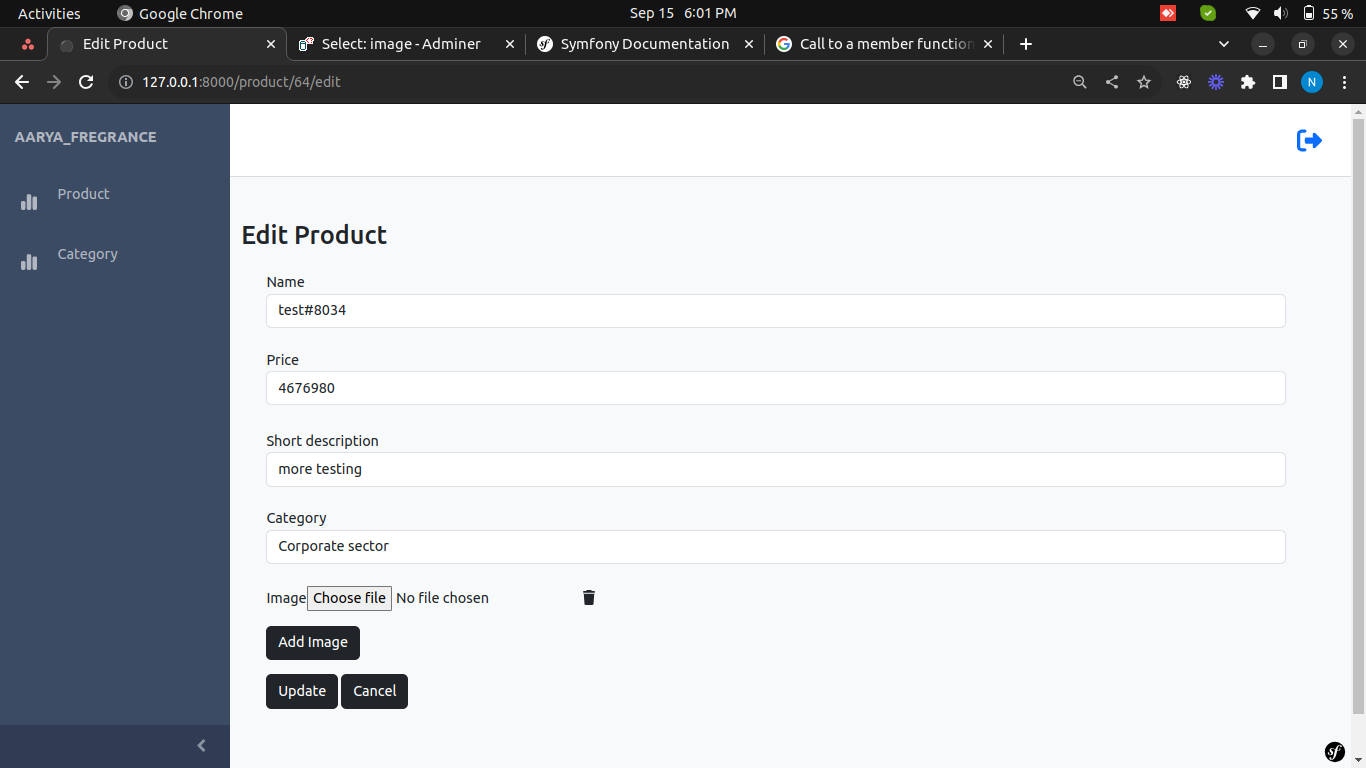 Activities Google Chrome Sep 15 6:01 PM 55 %
Edit Product Select: image - Adminer Symfony Documentation Call to a member function
127.0.0.1:8000/product/64/edit N
AARYA_FREGRANCE
Product
Category
Edit Product
Name
test#8034
Price
4676980
Short description
more testing
Category
Corporate sector
Image Choose file No file chosen
Add Image
Update Cancel
sf